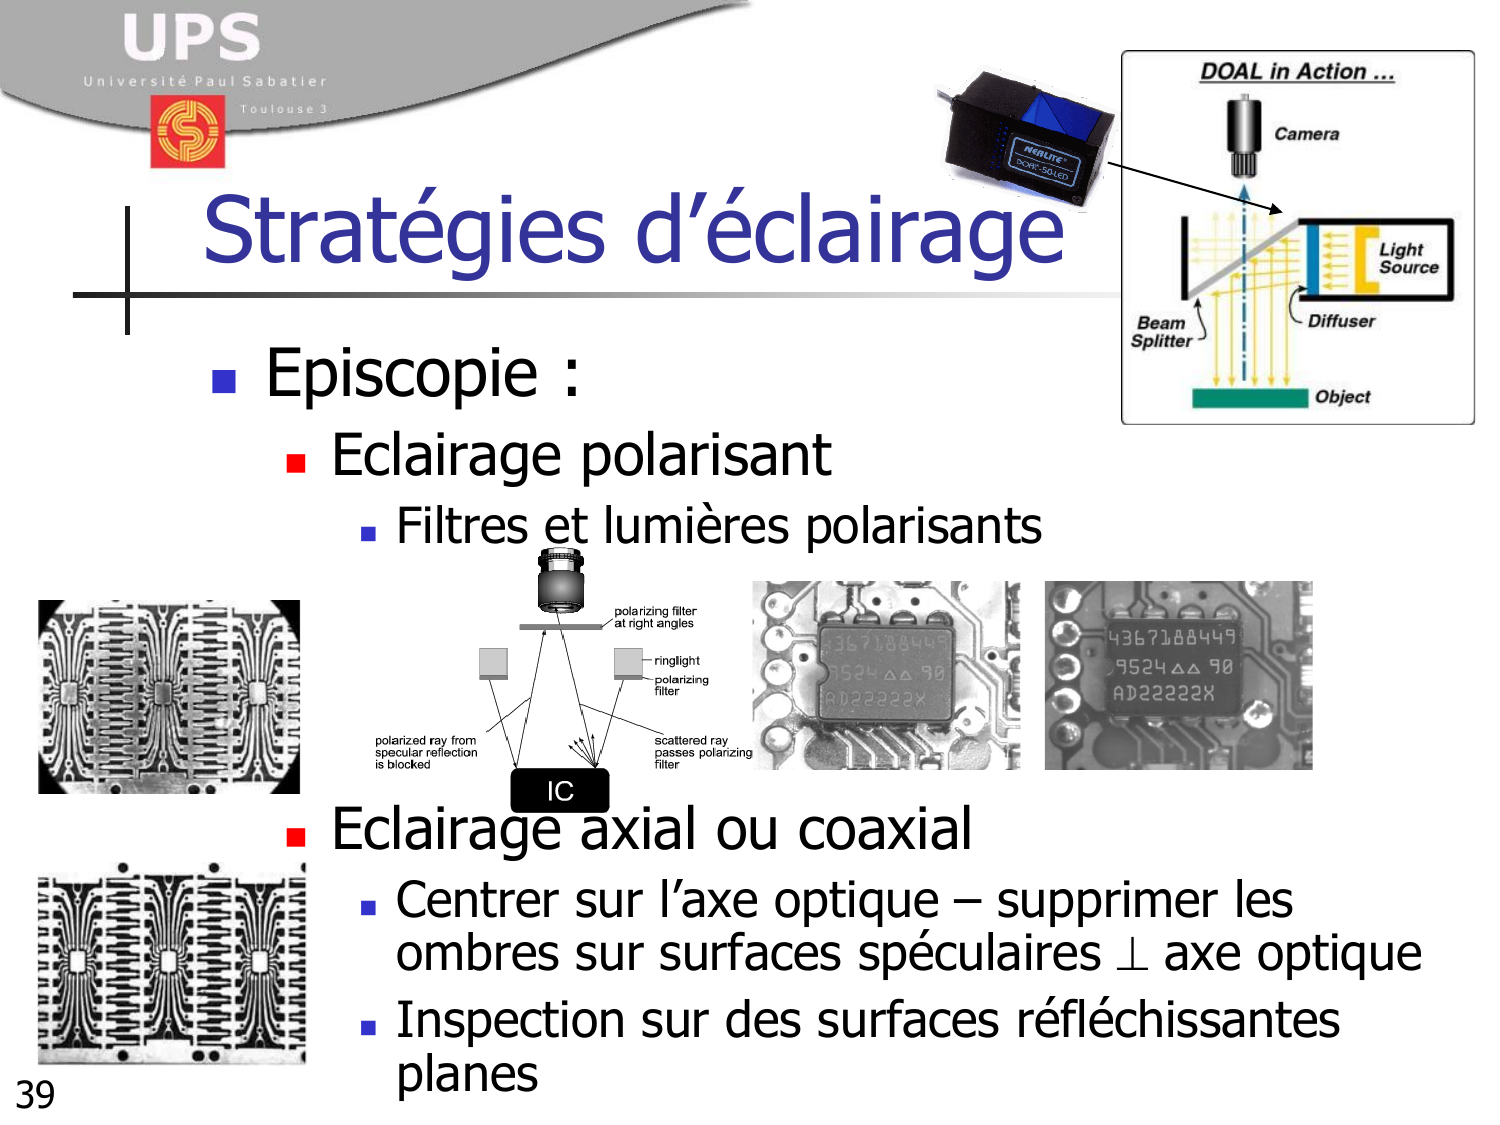 UPS
Université Paul Sabatier
Toulouse 3
DOAL in Action ...
Camera
NERLITE®
DOAL-50-LED
Light
Source
Beam
Splitter
Diffuser
Object
Stratégies d’éclairage
Episcopie :
Eclairage polarisant
Filtres et lumières polarisants
polarizing filter
at right angles
ringlight
polarizing
filter
polarized ray from
specular reflection
is blocked
scattered ray
passes polarizing
filter
IC
4367188449
9524 △△ 90
AD22222X
4367188449
9524 △△ 90
AD22222X
Eclairage axial ou coaxial
Centrer sur l’axe optique – supprimer les
ombres sur surfaces spéculaires ⊥ axe optique
Inspection sur des surfaces réfléchissantes
planes
39